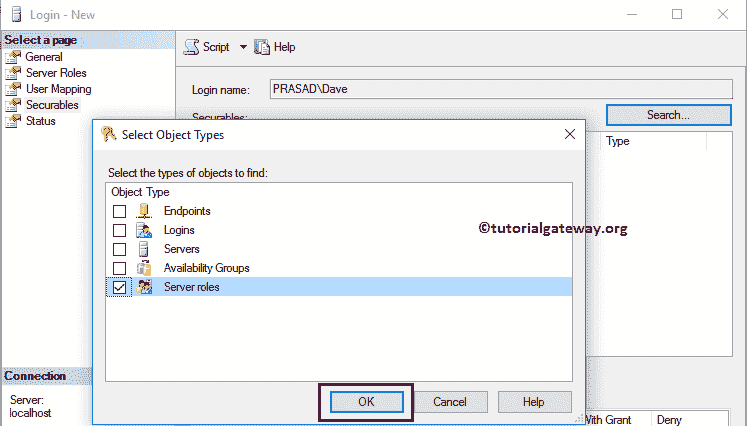 Login - New
Select a page
General
Server Roles
User Mapping
Securables
Status
Script
Help
Login name:
PRASAD\Dave
Securables:
Search...
Type
Select Object Types
Select the types of objects to find:
Object Type
Endpoints
Logins
Servers
Availability Groups
Server roles
©tutorialgateway.org
OK
Cancel
Help
Connection
Server:
localhost
With Grant
Deny